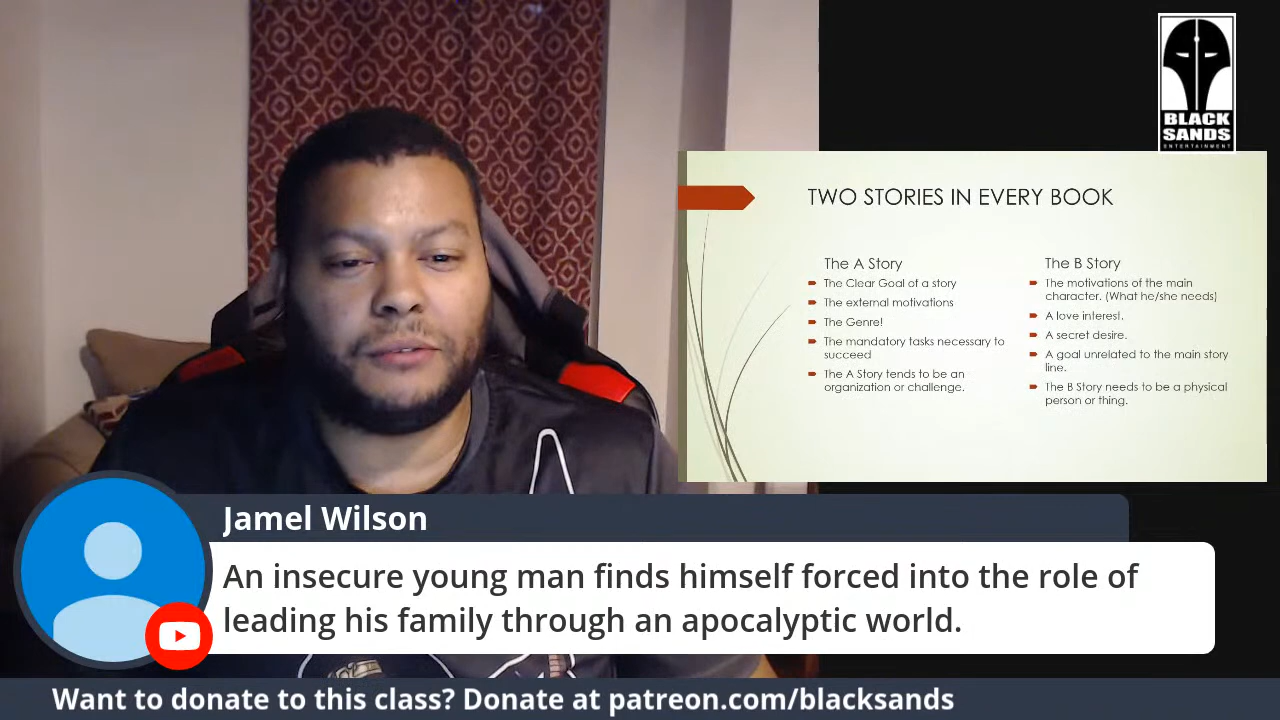 BLACK
SANDS
ENTERTAINMENT
TWO STORIES IN EVERY BOOK
The A Story
The Clear Goal of a story
The external motivations
The Genre!
The mandatory tasks necessary to
succeed
The A Story tends to be an
organization or challenge.
The B Story
The motivations of the main
character. (What he/she needs)
A love interest.
A secret desire.
A goal unrelated to the main story
line.
The B Story needs to be a physical
person or thing.
Jamel Wilson
An insecure young man finds himself forced into the role of
leading his family through an apocalyptic world.
Want to donate to this class? Donate at patreon.com/blacksands